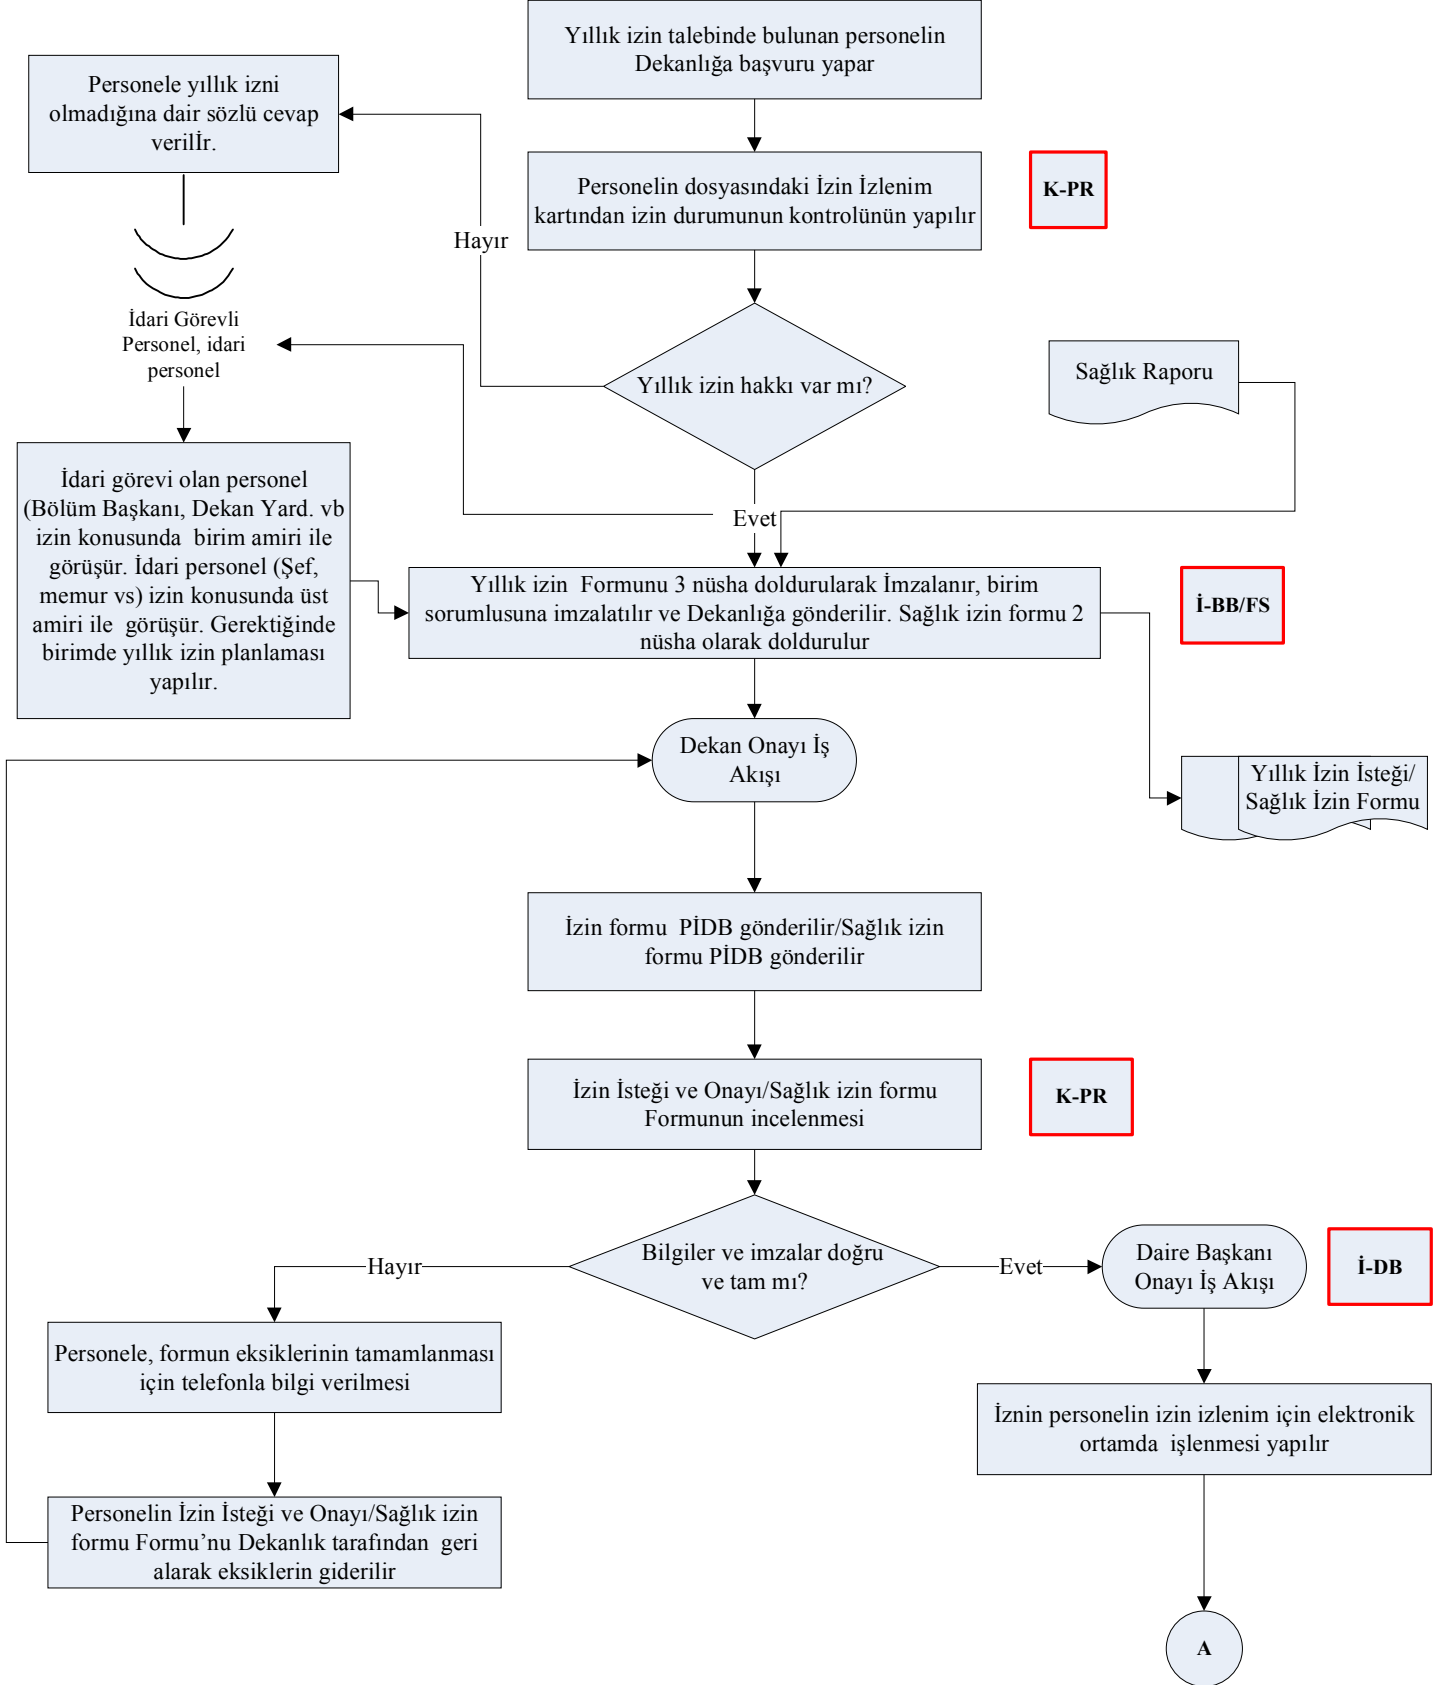 Yıllık izin talebinde bulunan personelin
Dekanlığa başvuru yapar
Personele yıllık izni
olmadığına dair sözlü cevap
verilİr.
Personelin dosyasındaki İzin İzlenim
kartından izin durumunun kontrolünün yapılır
K-PR
Hayır
İdari Görevli
Personel, idari
personel
Yıllık izin hakkı var mı?
Sağlık Raporu
İdari görevi olan personel
(Bölüm Başkanı, Dekan Yard. vb
izin konusunda  birim amiri ile
görüşür. İdari personel (Şef,
memur vs) izin konusunda üst
amiri ile  görüşür. Gerektiğinde
birimde yıllık izin planlaması
yapılır.
Evet
Yıllık izin  Formunu 3 nüsha doldurularak İmzalanır, birim
sorumlusuna imzalatılır ve Dekanlığa gönderilir. Sağlık izin formu 2
nüsha olarak doldurulur
İ-BB/FS
Dekan Onayı İş
Akışı
Yıllık İzin İsteği/
Sağlık İzin Formu
İzin formu  PİDB gönderilir/Sağlık izin
formu PİDB gönderilir
İzin İsteği ve Onayı/Sağlık izin formu
Formunun incelenmesi
K-PR
Bilgiler ve imzalar doğru
ve tam mı?
Hayır
Evet
Daire Başkanı
Onayı İş Akışı
İ-DB
Personele, formun eksiklerinin tamamlanması
için telefonla bilgi verilmesi
İznin personelin izin izlenim için elektronik
ortamda  işlenmesi yapılır
Personelin İzin İsteği ve Onayı/Sağlık izin
formu Formu’nu Dekanlık tarafından  geri
alarak eksiklerin giderilir
A